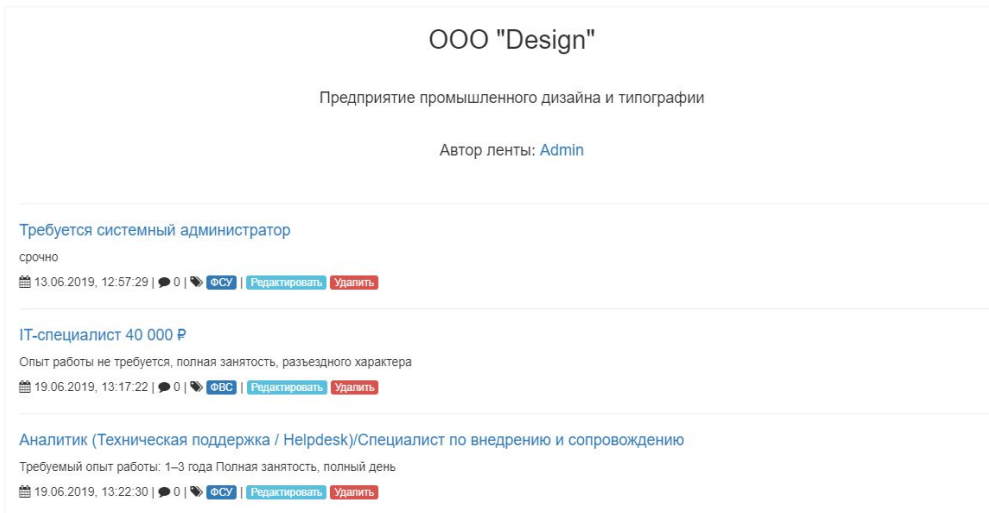 ООО "Design"
Предприятие промышленного дизайна и типографии
Автор ленты: Admin
Требуется системный администратор
срочно
13.06.2019, 12:57:29 | 0 | ФСУ | Редактировать Удалить
IT-специалист 40 000 ₽
Опыт работы не требуется, полная занятость, разъездного характера
19.06.2019, 13:17:22 | 0 | ФВС | Редактировать Удалить
Аналитик (Техническая поддержка / Helpdesk)/Специалист по внедрению и сопровождению
Требуемый опыт работы: 1–3 года Полная занятость, полный день
19.06.2019, 13:22:30 | 0 | ФСУ | Редактировать Удалить